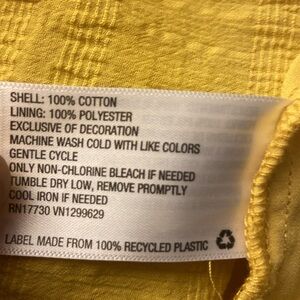 SHELL: 100% COTTON
LINING: 100% POLYESTER
EXCLUSIVE OF DECORATION
MACHINE WASH COLD WITH LIKE COLORS
GENTLE CYCLE
ONLY NON-CHLORINE BLEACH IF NEEDED
TUMBLE DRY LOW, REMOVE PROMPTLY
COOL IRON IF NEEDED
RN17730 VN1299629
LABEL MADE FROM 100% RECYCLED PLASTIC